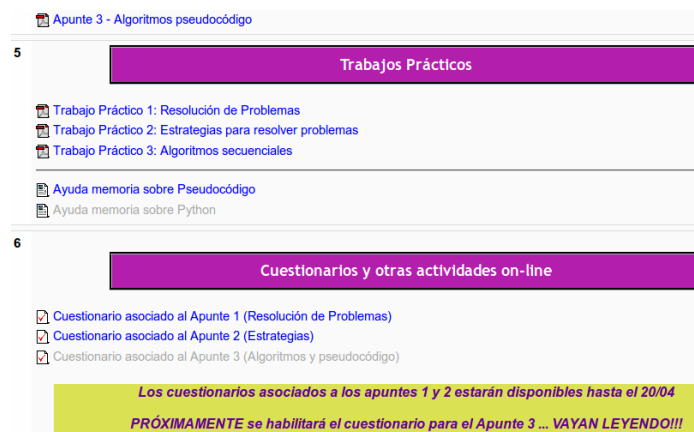 Apunte 3 - Algoritmos pseudocódigo
5
Trabajos Prácticos
Trabajo Práctico 1: Resolución de Problemas
Trabajo Práctico 2: Estrategias para resolver problemas
Trabajo Práctico 3: Algoritmos secuenciales
Ayuda memoria sobre Pseudocódigo
Ayuda memoria sobre Python
6
Cuestionarios y otras actividades on-line
Cuestionario asociado al Apunte 1 (Resolución de Problemas)
Cuestionario asociado al Apunte 2 (Estrategias)
Cuestionario asociado al Apunte 3 (Algoritmos y pseudocódigo)
Los cuestionarios asociados a los apuntes 1 y 2 estarán disponibles hasta el 20/04
PRÓXIMAMENTE se habilitará el cuestionario para el Apunte 3 ... VAYAN LEYENDO!!!